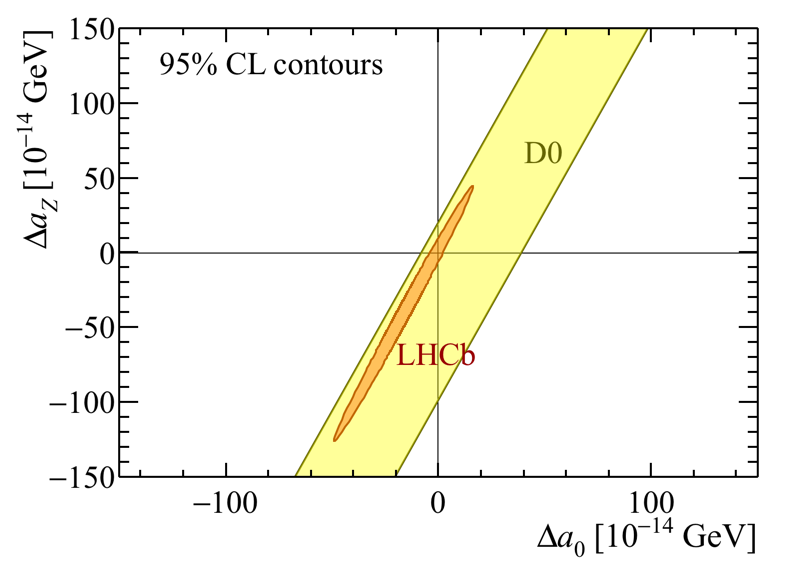 150
95% CL contours
100
D0
50
0
−50
LHCb
−100
−150
−100 0 100
Δa_Z [10⁻¹⁴ GeV]
Δa₀ [10⁻¹⁴ GeV]